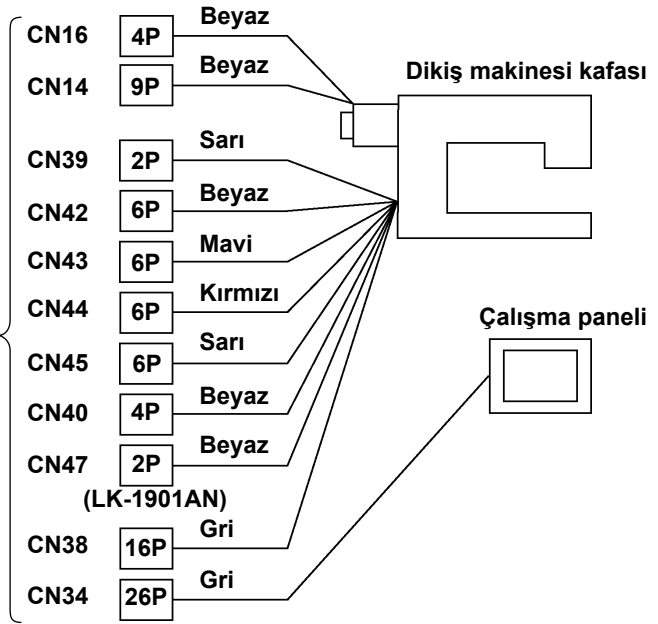 CN16 4P Beyaz
CN14 9P Beyaz
Dikiş makinesi kafası
CN39 2P Sarı
CN42 6P Beyaz
CN43 6P Mavi
CN44 6P Kırmızı
Çalışma paneli
CN45 6P Sarı
CN40 4P Beyaz
CN47 2P Beyaz
(LK-1901AN)
CN38 16P Gri
CN34 26P Gri